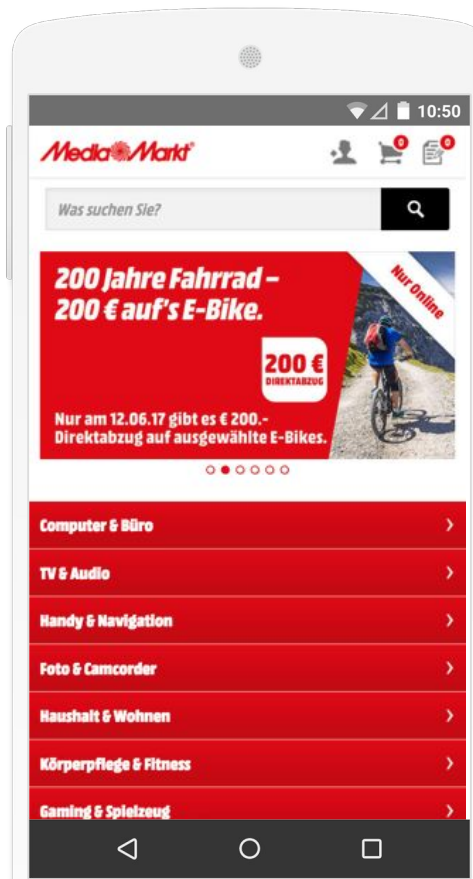 10:50
MediaMarkt
0
0
Was suchen Sie?
200 Jahre Fahrrad –
200 € auf's E-Bike.
Nur Online
200 €
DIREKTABZUG
Nur am 12.06.17 gibt es € 200.-
Direktabzug auf ausgewählte E-Bikes.
Computer & Büro
TV & Audio
Handy & Navigation
Foto & Camcorder
Haushalt & Wohnen
Körperpflege & Fitness
Gaming & Spielzeug